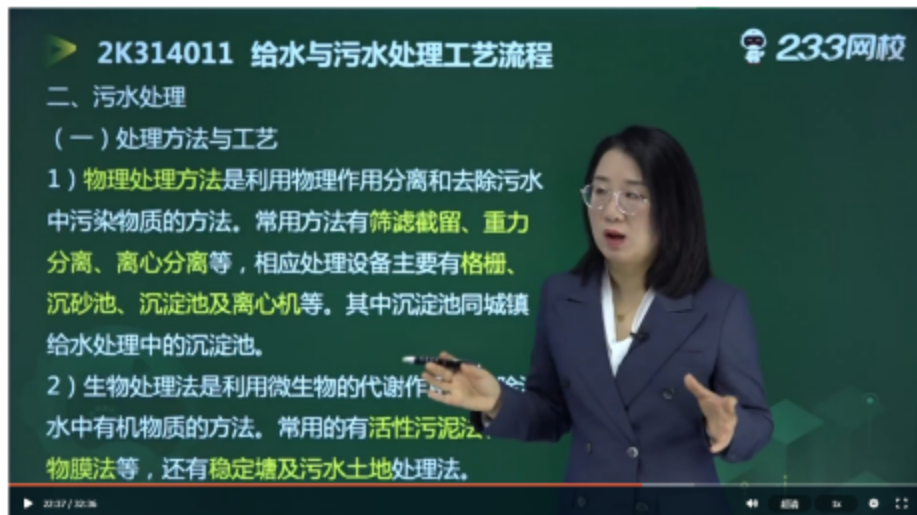 2K314011 给水与污水处理工艺流程
233网校
二、污水处理
（一）处理方法与工艺
1）物理处理方法是利用物理作用分离和去除污水
中污染物质的方法。常用方法有筛滤截留、重力
分离、离心分离等，相应处理设备主要有格栅、
沉砂池、沉淀池及离心机等。其中沉淀池同城镇
给水处理中的沉淀池。
2）生物处理法是利用微生物的代谢作
水中有机物质的方法。常用的有活性污泥法
物膜法等，还有稳定塘及污水土地处理法。
22:37 / 32:36
超清
1x